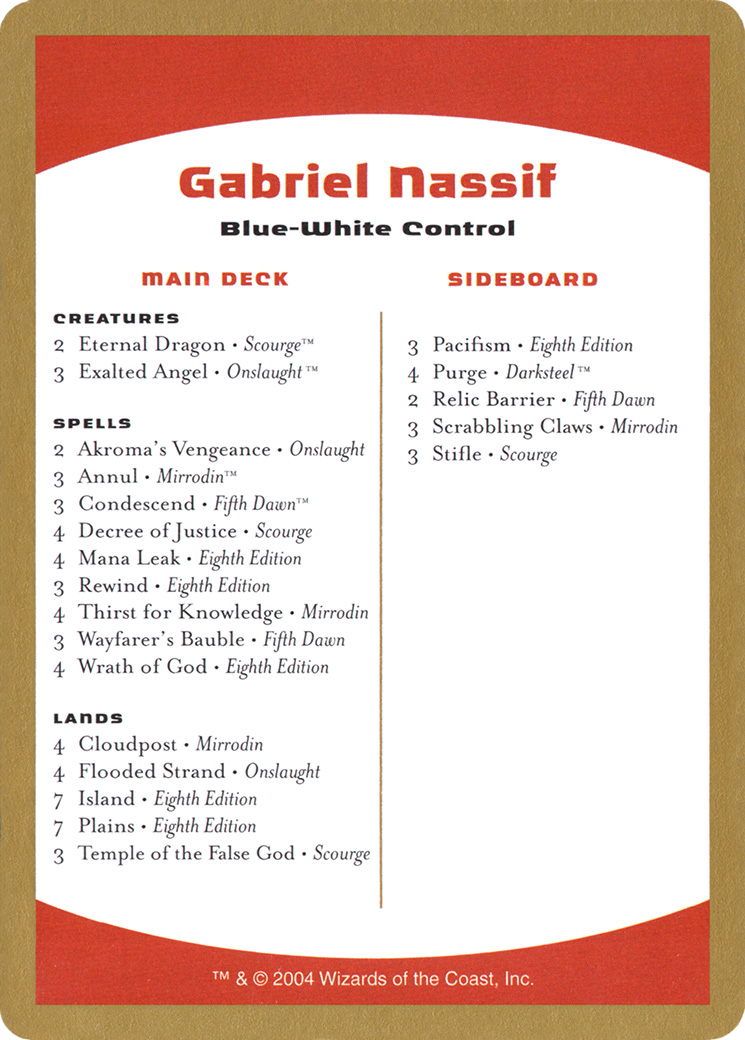 Gabriel Nassif
Blue-White Control
MAIN DECK
CREATURES
2 Eternal Dragon • Scourge™
3 Exalted Angel • Onslaught™
SPELLS
2 Akroma's Vengeance • Onslaught
3 Annul • Mirrodin™
3 Condescend • Fifth Dawn™
4 Decree of Justice • Scourge
4 Mana Leak • Eighth Edition
3 Rewind • Eighth Edition
4 Thirst for Knowledge • Mirrodin
3 Wayfarer's Bauble • Fifth Dawn
4 Wrath of God • Eighth Edition
LANDS
4 Cloudpost • Mirrodin
4 Flooded Strand • Onslaught
7 Island • Eighth Edition
7 Plains • Eighth Edition
3 Temple of the False God • Scourge
SIDEBOARD
3 Pacifism • Eighth Edition
4 Purge • Darksteel™
2 Relic Barrier • Fifth Dawn
3 Scrabbling Claws • Mirrodin
3 Stifle • Scourge
™ & © 2004 Wizards of the Coast, Inc.